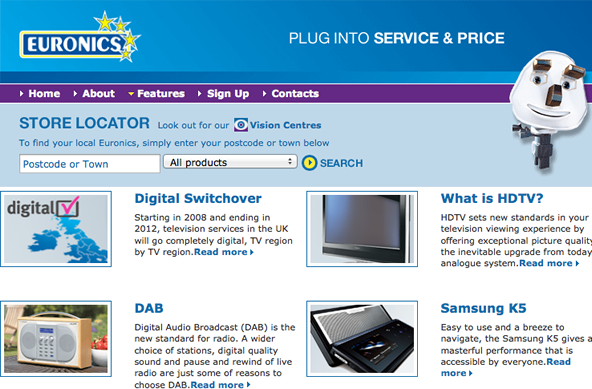 EURONICS
PLUG INTO SERVICE & PRICE
Home
About
Features
Sign Up
Contacts
STORE LOCATOR Look out for our Vision Centres
To find your local Euronics, simply enter your postcode or town below
Postcode or Town
All products
SEARCH
digital
Digital Switchover
Starting in 2008 and ending in
2012, television services in the UK
will go completely digital, TV region
by TV region.Read more
What is HDTV?
HDTV sets new standards in your
television viewing experience by
offering exceptional picture quality
the inevitable upgrade from today
analogue system.Read more
DAB
Digital Audio Broadcast (DAB) is the
new standard for radio. A wider
choice of stations, digital quality
sound and pause and rewind of live
radio are just some of reasons to
choose DAB.Read more
Samsung K5
Easy to use and a breeze to
navigate, the Samsung K5 gives a
masterful performance that is
accessible by everyone.Read
more